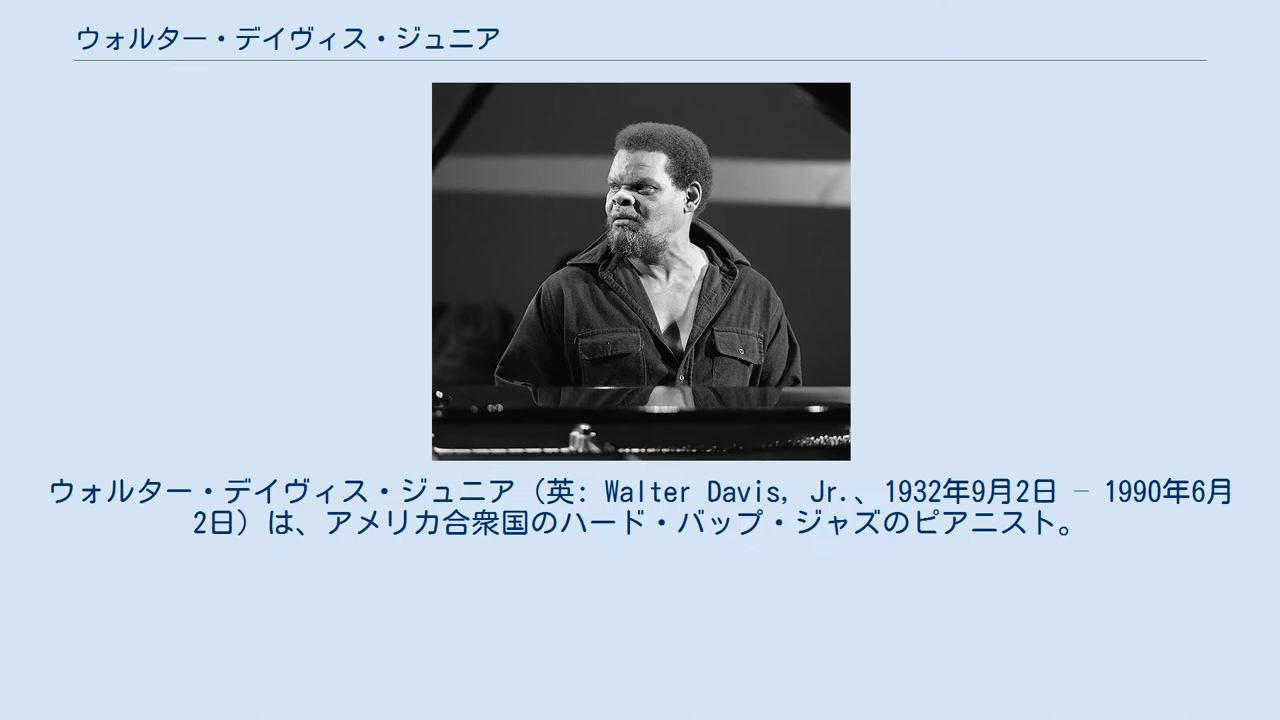 ウォルター・デイヴィス・ジュニア
ウォルター・デイヴィス・ジュニア（英: Walter Davis, Jr.、1932年9月2日 – 1990年6月
2日）は、アメリカ合衆国のハード・バップ・ジャズのピアニスト。